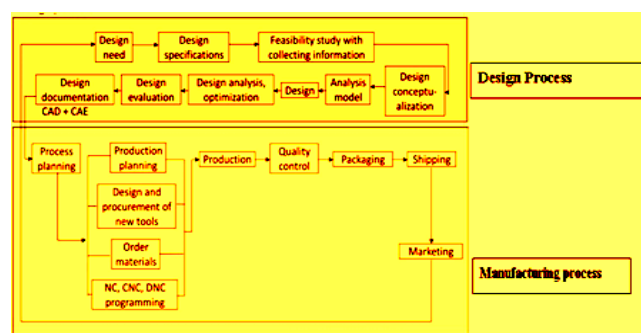 Design
need
Design
specifications
Feasibility study with
collecting information
Design
conceptu-
alization
Analysis
model
Design
Design analysis,
optimization
Design
evaluation
Design
documentation
CAD + CAE
Design Process
Process
planning
Production
planning
Design and
procurement of
new tools
Order
materials
NC, CNC, DNC
programming
Production
Quality
control
Packaging
Shipping
Marketing
Manufacturing process